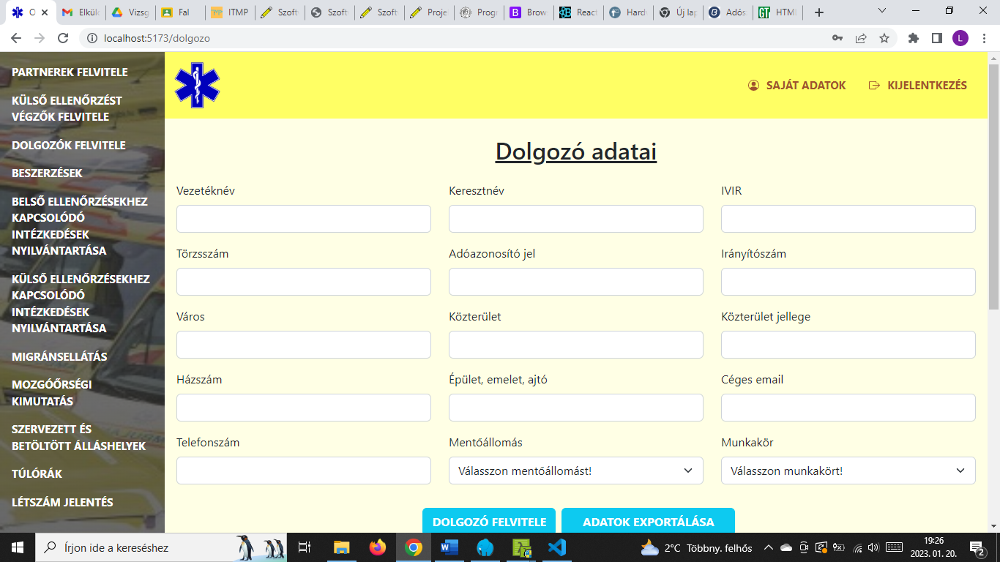 O
Elkül
Vizsg
Fal
ITMP
Szoft
Szoft
Szoft
Proje
Progr
Brow
React
Hardv
Új lap
Adós
HTML
localhost:5173/dolgozo
L
PARTNEREK FELVITELE
KÜLSŐ ELLENŐRZÉST
VÉGZŐK FELVITELE
DOLGOZÓK FELVITELE
BESZERZÉSEK
BELSŐ ELLENŐRZÉSEKHEZ
KAPCSOLÓDÓ
INTÉZKEDÉSEK
NYILVÁNTARTÁSA
KÜLSŐ ELLENŐRZÉSEKHEZ
KAPCSOLÓDÓ
INTÉZKEDÉSEK
NYILVÁNTARTÁSA
MIGRÁNSELLÁTÁS
MOZGÓŐRSÉGI
KIMUTATÁS
SZERVEZETT ÉS
BETÖLTÖTT ÁLLÁSHELYEK
TÚLÓRÁK
LÉTSZÁM JELENTÉS
SAJÁT ADATOK
KIJELENTKEZÉS
Dolgozó adatai
Vezetéknév
Keresztnév
IVIR
Törzsszám
Adóazonosító jel
Irányítószám
Város
Közterület
Közterület jellege
Házszám
Épület, emelet, ajtó
Céges email
Telefonszám
Mentőállomás
Munkakör
Válasszon mentőállomást!
Válasszon munkakört!
DOLGOZÓ FELVITELE
ADATOK EXPORTÁLÁSA
Írjon ide a kereséshez
2°C Többny. felhős
19:26
2023. 01. 20.
2